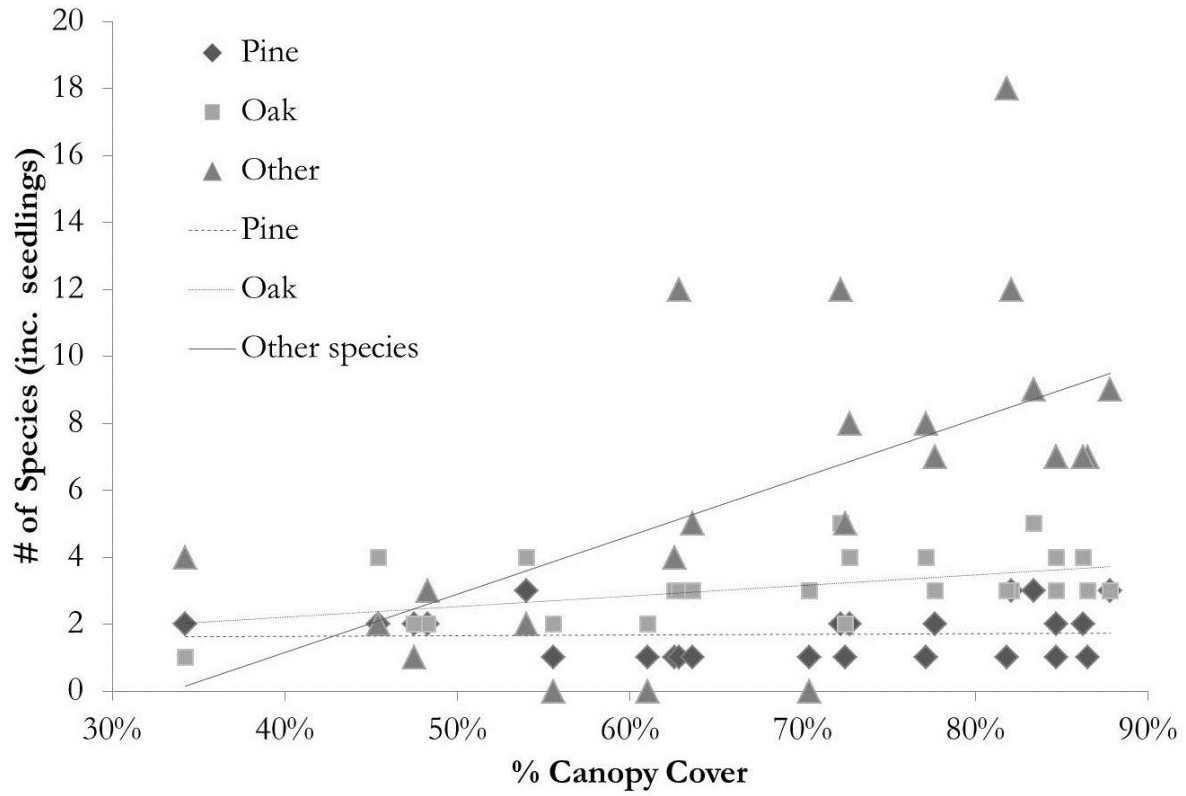 20
18
16
14
12
10
8
6
4
2
0
# of Species (inc. seedlings)
Pine
Oak
Other
Pine
Oak
Other species
30% 40% 50% 60% 70% 80% 90%
% Canopy Cover